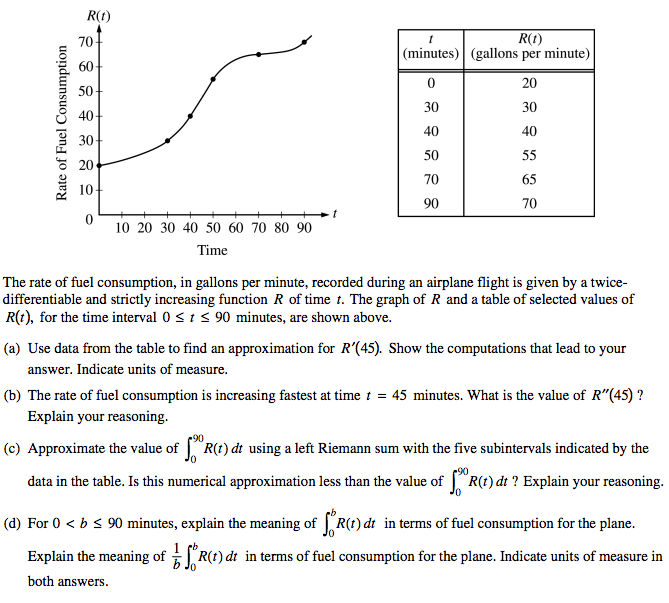 R(t)
70
60
50
40
30
20
10
0
10 20 30 40 50 60 70 80 90
t
Time
Rate of Fuel Consumption
t (minutes) R(t) (gallons per minute)
0 20
30 30
40 40
50 55
70 65
90 70
The rate of fuel consumption, in gallons per minute, recorded during an airplane flight is given by a twice-
differentiable and strictly increasing function R of time t. The graph of R and a table of selected values of
R(t), for the time interval 0 ≤ t ≤ 90 minutes, are shown above.
(a) Use data from the table to find an approximation for R′(45). Show the computations that lead to your
answer. Indicate units of measure.
(b) The rate of fuel consumption is increasing fastest at time t = 45 minutes. What is the value of R″(45) ?
Explain your reasoning.
(c) Approximate the value of ∫₀⁹⁰ R(t) dt using a left Riemann sum with the five subintervals indicated by the
data in the table. Is this numerical approximation less than the value of ∫₀⁹⁰ R(t) dt ? Explain your reasoning.
(d) For 0 < b ≤ 90 minutes, explain the meaning of ∫₀ᵇ R(t) dt in terms of fuel consumption for the plane.
Explain the meaning of 1/b ∫₀ᵇ R(t) dt in terms of fuel consumption for the plane. Indicate units of measure in
both answers.